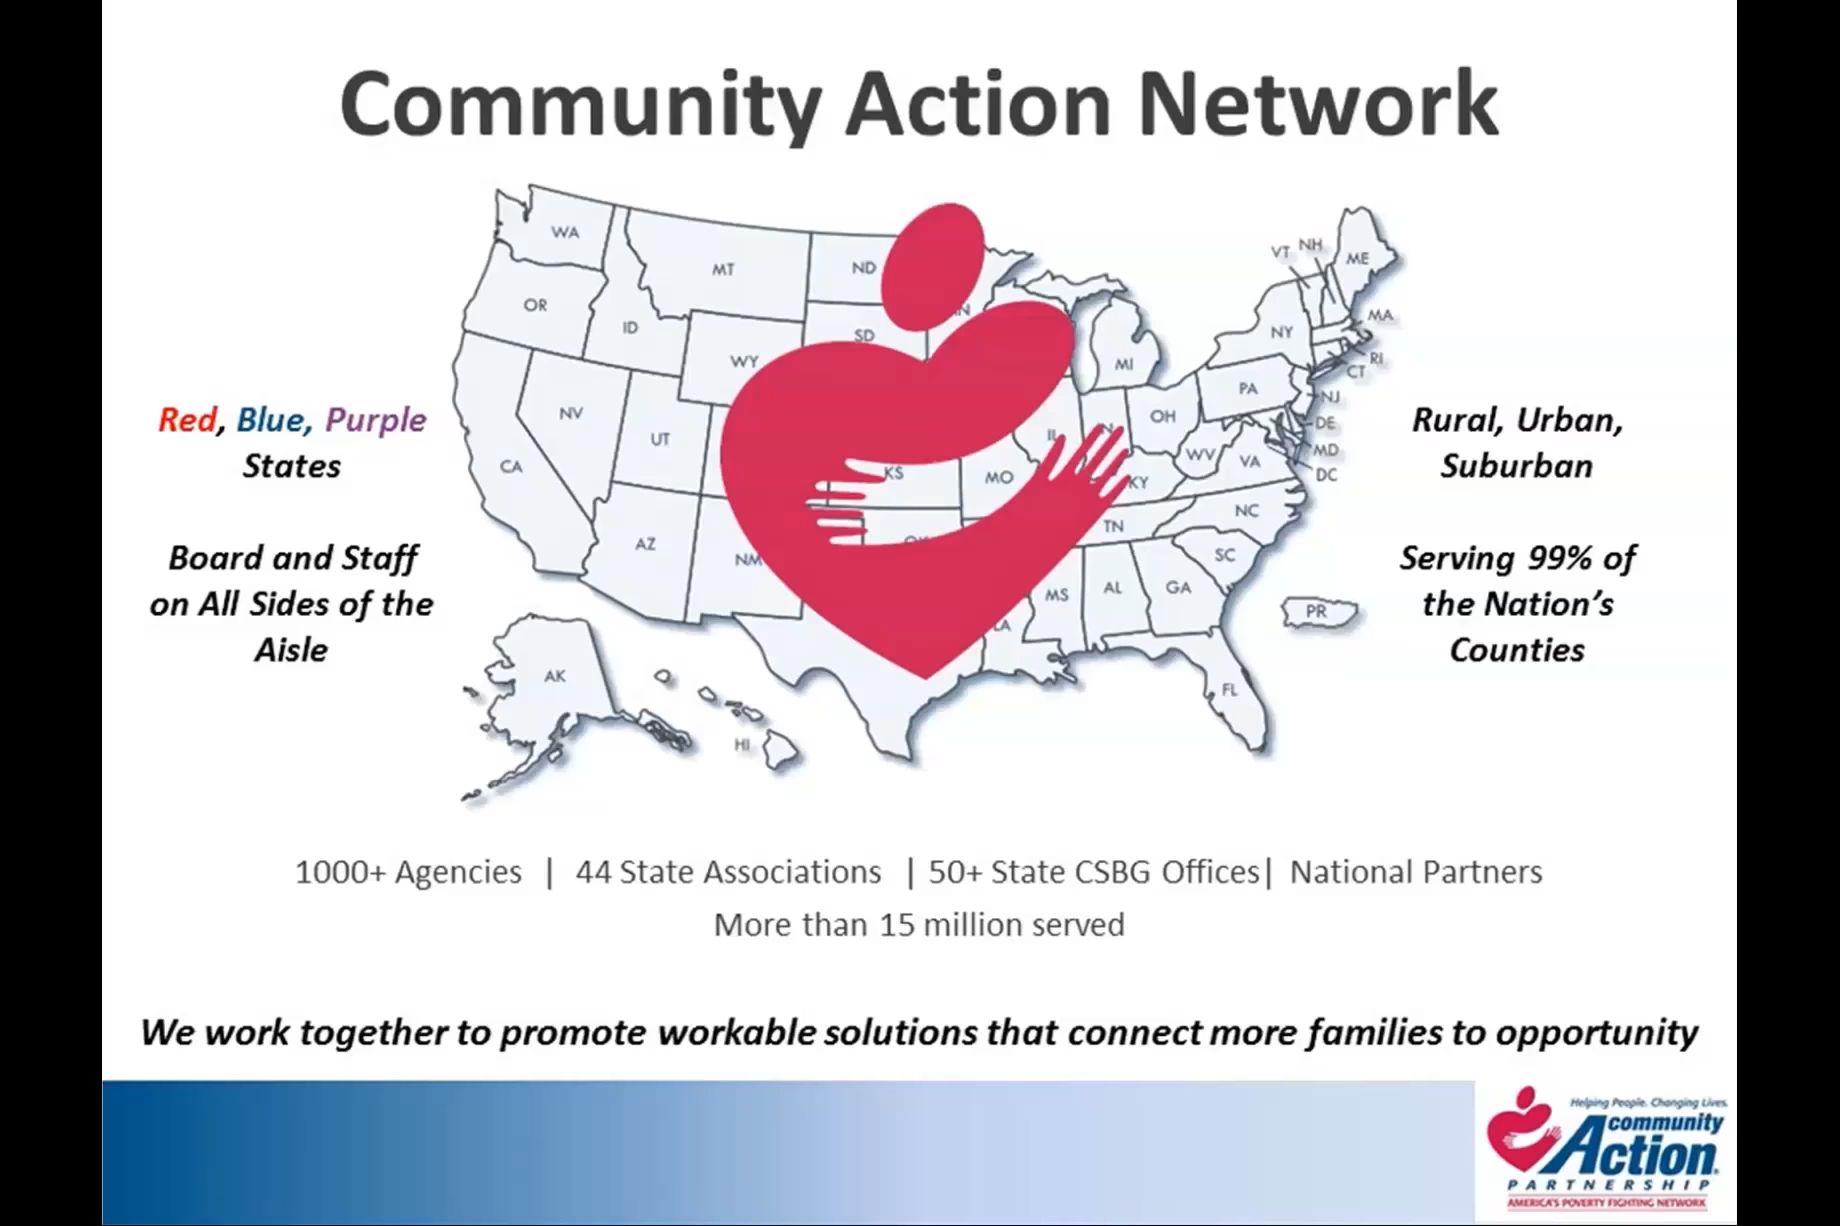 Community Action Network
WA
MT
ND
OR
ID
SD
WY
NV
UT
CA
AZ
NM
KS
MO
IL
MI
OH
KY
WV
VA
TN
NC
SC
MS
AL
GA
LA
FL
PA
NY
VT
NH
ME
MA
RI
CT
NJ
DE
MD
DC
PR
AK
HI
Red, Blue, Purple
States
Board and Staff
on All Sides of the
Aisle
Rural, Urban,
Suburban
Serving 99% of
the Nation’s
Counties
1000+ Agencies | 44 State Associations | 50+ State CSBG Offices| National Partners
More than 15 million served
We work together to promote workable solutions that connect more families to opportunity
Helping People. Changing Lives.
community
Action
PARTNERSHIP
AMERICA'S POVERTY FIGHTING NETWORK